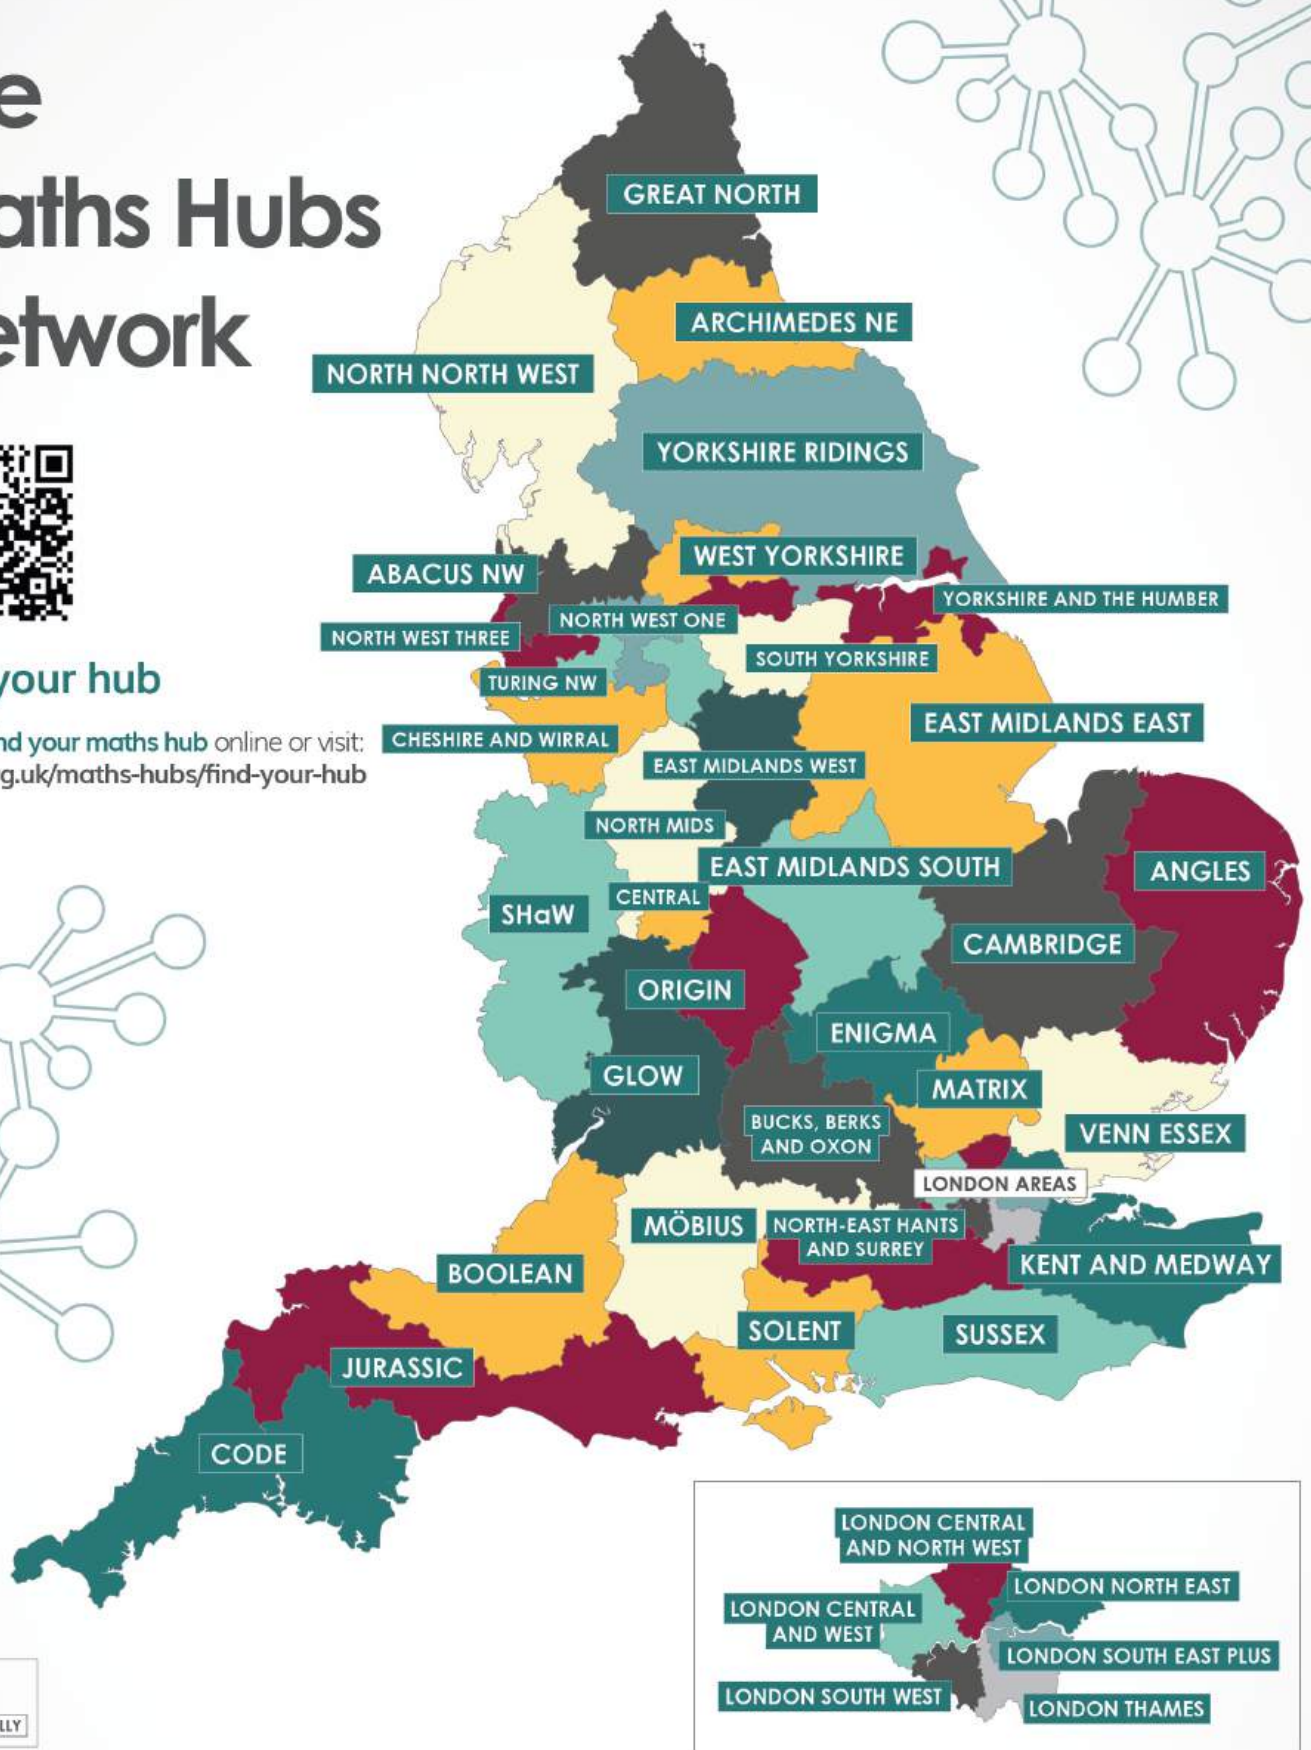 e
aths Hubs
etwork
your hub
nd your maths hub online or visit:
g.uk/maths-hubs/find-your-hub
GREAT NORTH
ARCHIMEDES NE
NORTH NORTH WEST
YORKSHIRE RIDINGS
WEST YORKSHIRE
ABACUS NW
YORKSHIRE AND THE HUMBER
NORTH WEST ONE
NORTH WEST THREE
SOUTH YORKSHIRE
TURING NW
EAST MIDLANDS EAST
CHESHIRE AND WIRRAL
EAST MIDLANDS WEST
NORTH MIDS
EAST MIDLANDS SOUTH
ANGLES
CENTRAL
SHaW
CAMBRIDGE
ORIGIN
ENIGMA
GLOW
MATRIX
BUCKS, BERKS
AND OXON
VENN ESSEX
LONDON AREAS
MÖBIUS
NORTH-EAST HANTS
AND SURREY
KENT AND MEDWAY
BOOLEAN
SOLENT
SUSSEX
JURASSIC
CODE
LONDON CENTRAL
AND NORTH WEST
LONDON NORTH EAST
LONDON CENTRAL
AND WEST
LONDON SOUTH EAST PLUS
LONDON SOUTH WEST
LONDON THAMES
LLY